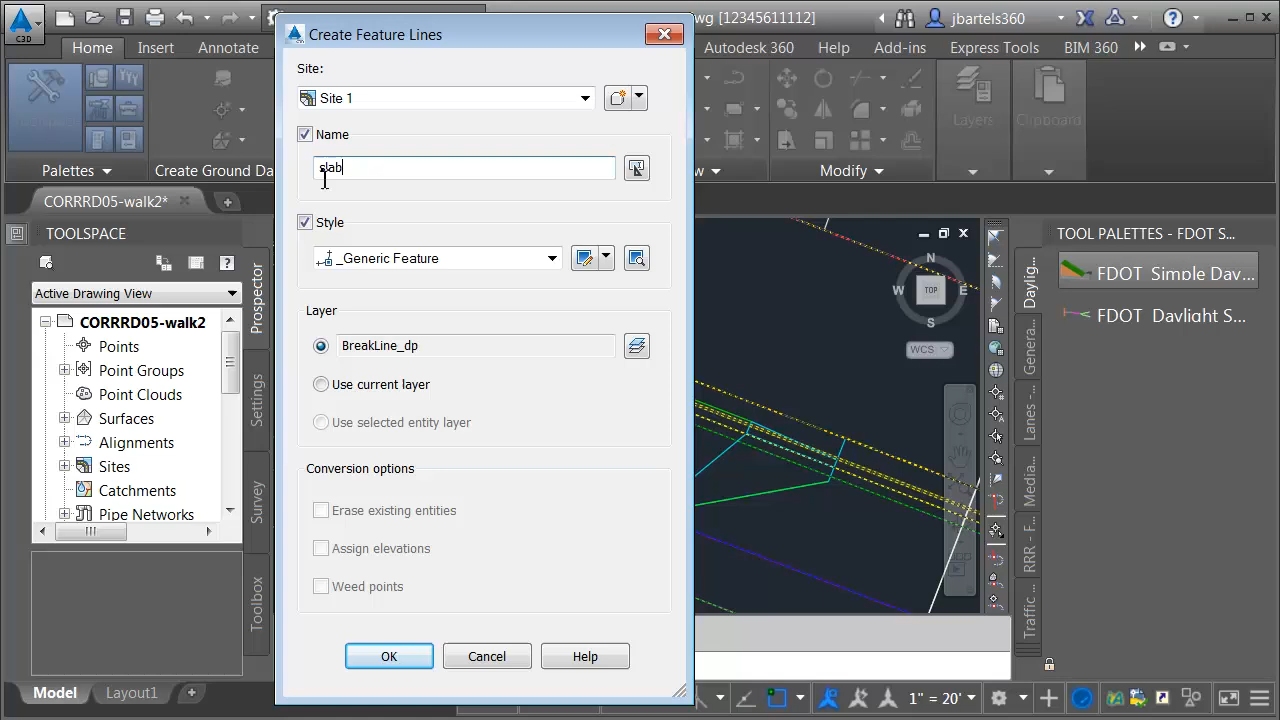 C3D
Create Feature Lines
wg [12345611112]
jbartels360
Home
Insert
Annotate
Autodesk 360
Help
Add-ins
Express Tools
BIM 360
Site:
Site 1
Name
slab
Layers
Clipboard
Palettes
Create Ground Da
Modify
CORRRD05-walk2*
Style
_Generic Feature
TOOLSPACE
TOOL PALETTES - FDOT S...
Active Drawing View
Prospector
Settings
Survey
Toolbox
CORRRD05-walk2
Points
Point Groups
Point Clouds
Surfaces
Alignments
Sites
Catchments
Pipe Networks
Layer
BreakLine_dp
Use current layer
Use selected entity layer
Conversion options
Erase existing entities
Assign elevations
Weed points
OK
Cancel
Help
N
W
TOP
E
S
WCS
Daylig...
Genera...
Lanes -...
Media...
RRR - F...
Traffic ...
FDOT Simple Dav...
FDOT Daylight S...
Model
Layout1
1" = 20'